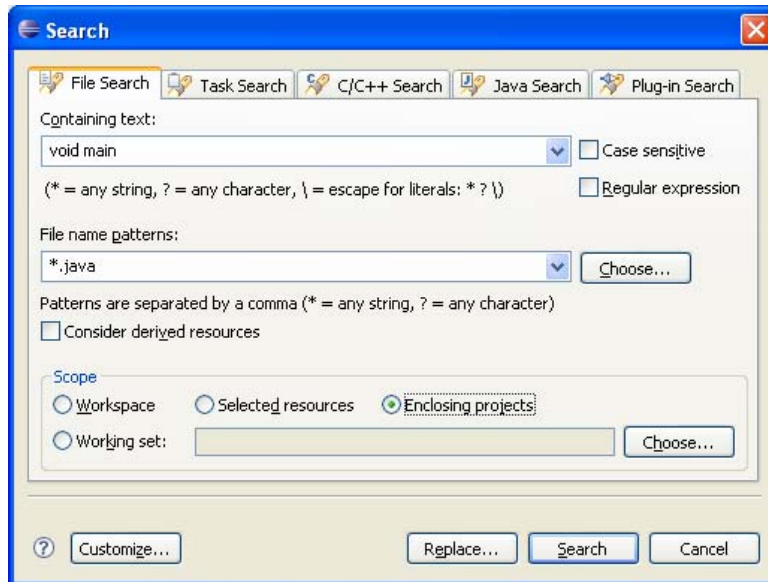 Search
File Search Task Search C/C++ Search Java Search Plug-in Search
Containing text:
void main Case sensitive
(* = any string, ? = any character, \ = escape for literals: * ? \) Regular expression
File name patterns:
*.java Choose...
Patterns are separated by a comma (* = any string, ? = any character)
Consider derived resources
Scope
Workspace Selected resources Enclosing projects
Working set: Choose...
? Customize... Replace... Search Cancel